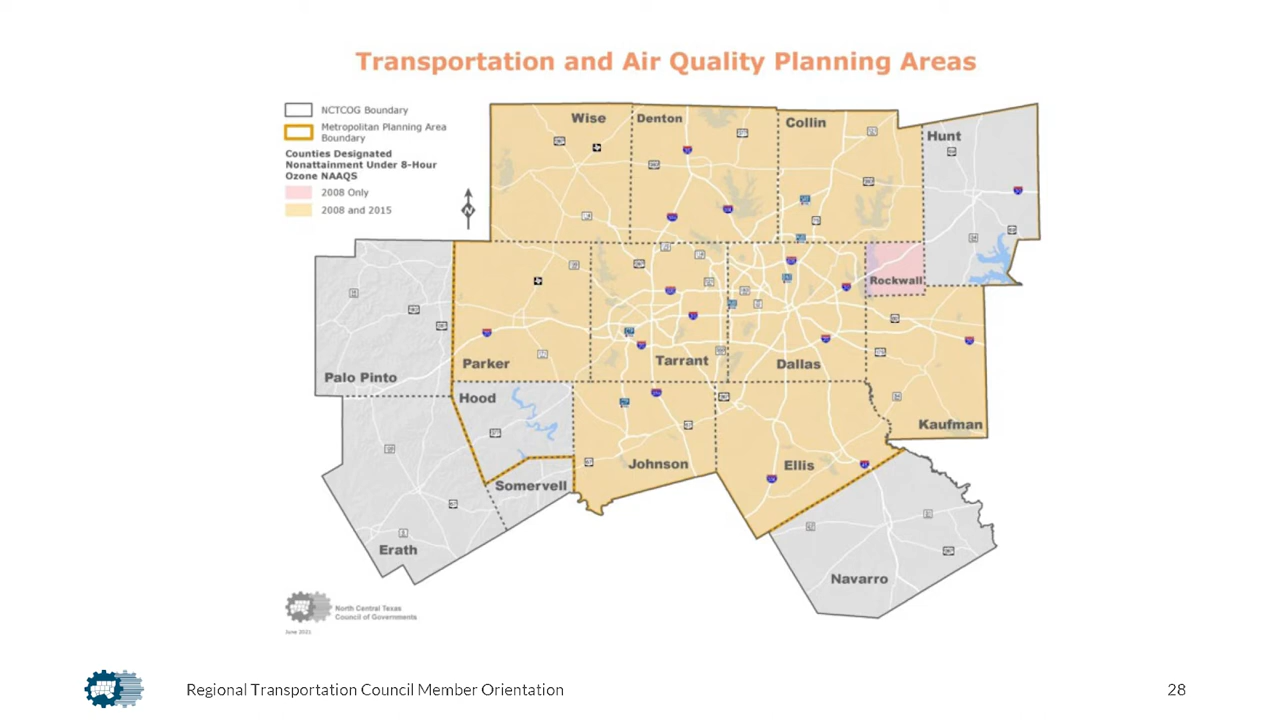 Transportation and Air Quality Planning Areas
NCTCOG Boundary
Metropolitan Planning Area
Boundary
Counties Designated
Nonattainment Under 8-Hour
Ozone NAAQS
2008 Only
2008 and 2015
N
Wise
Denton
Collin
Hunt
Rockwall
Palo Pinto
Parker
Tarrant
Dallas
Hood
Kaufman
Johnson
Ellis
Somervell
Erath
Navarro
North Central Texas
Council of Governments
June 2021
Regional Transportation Council Member Orientation
28